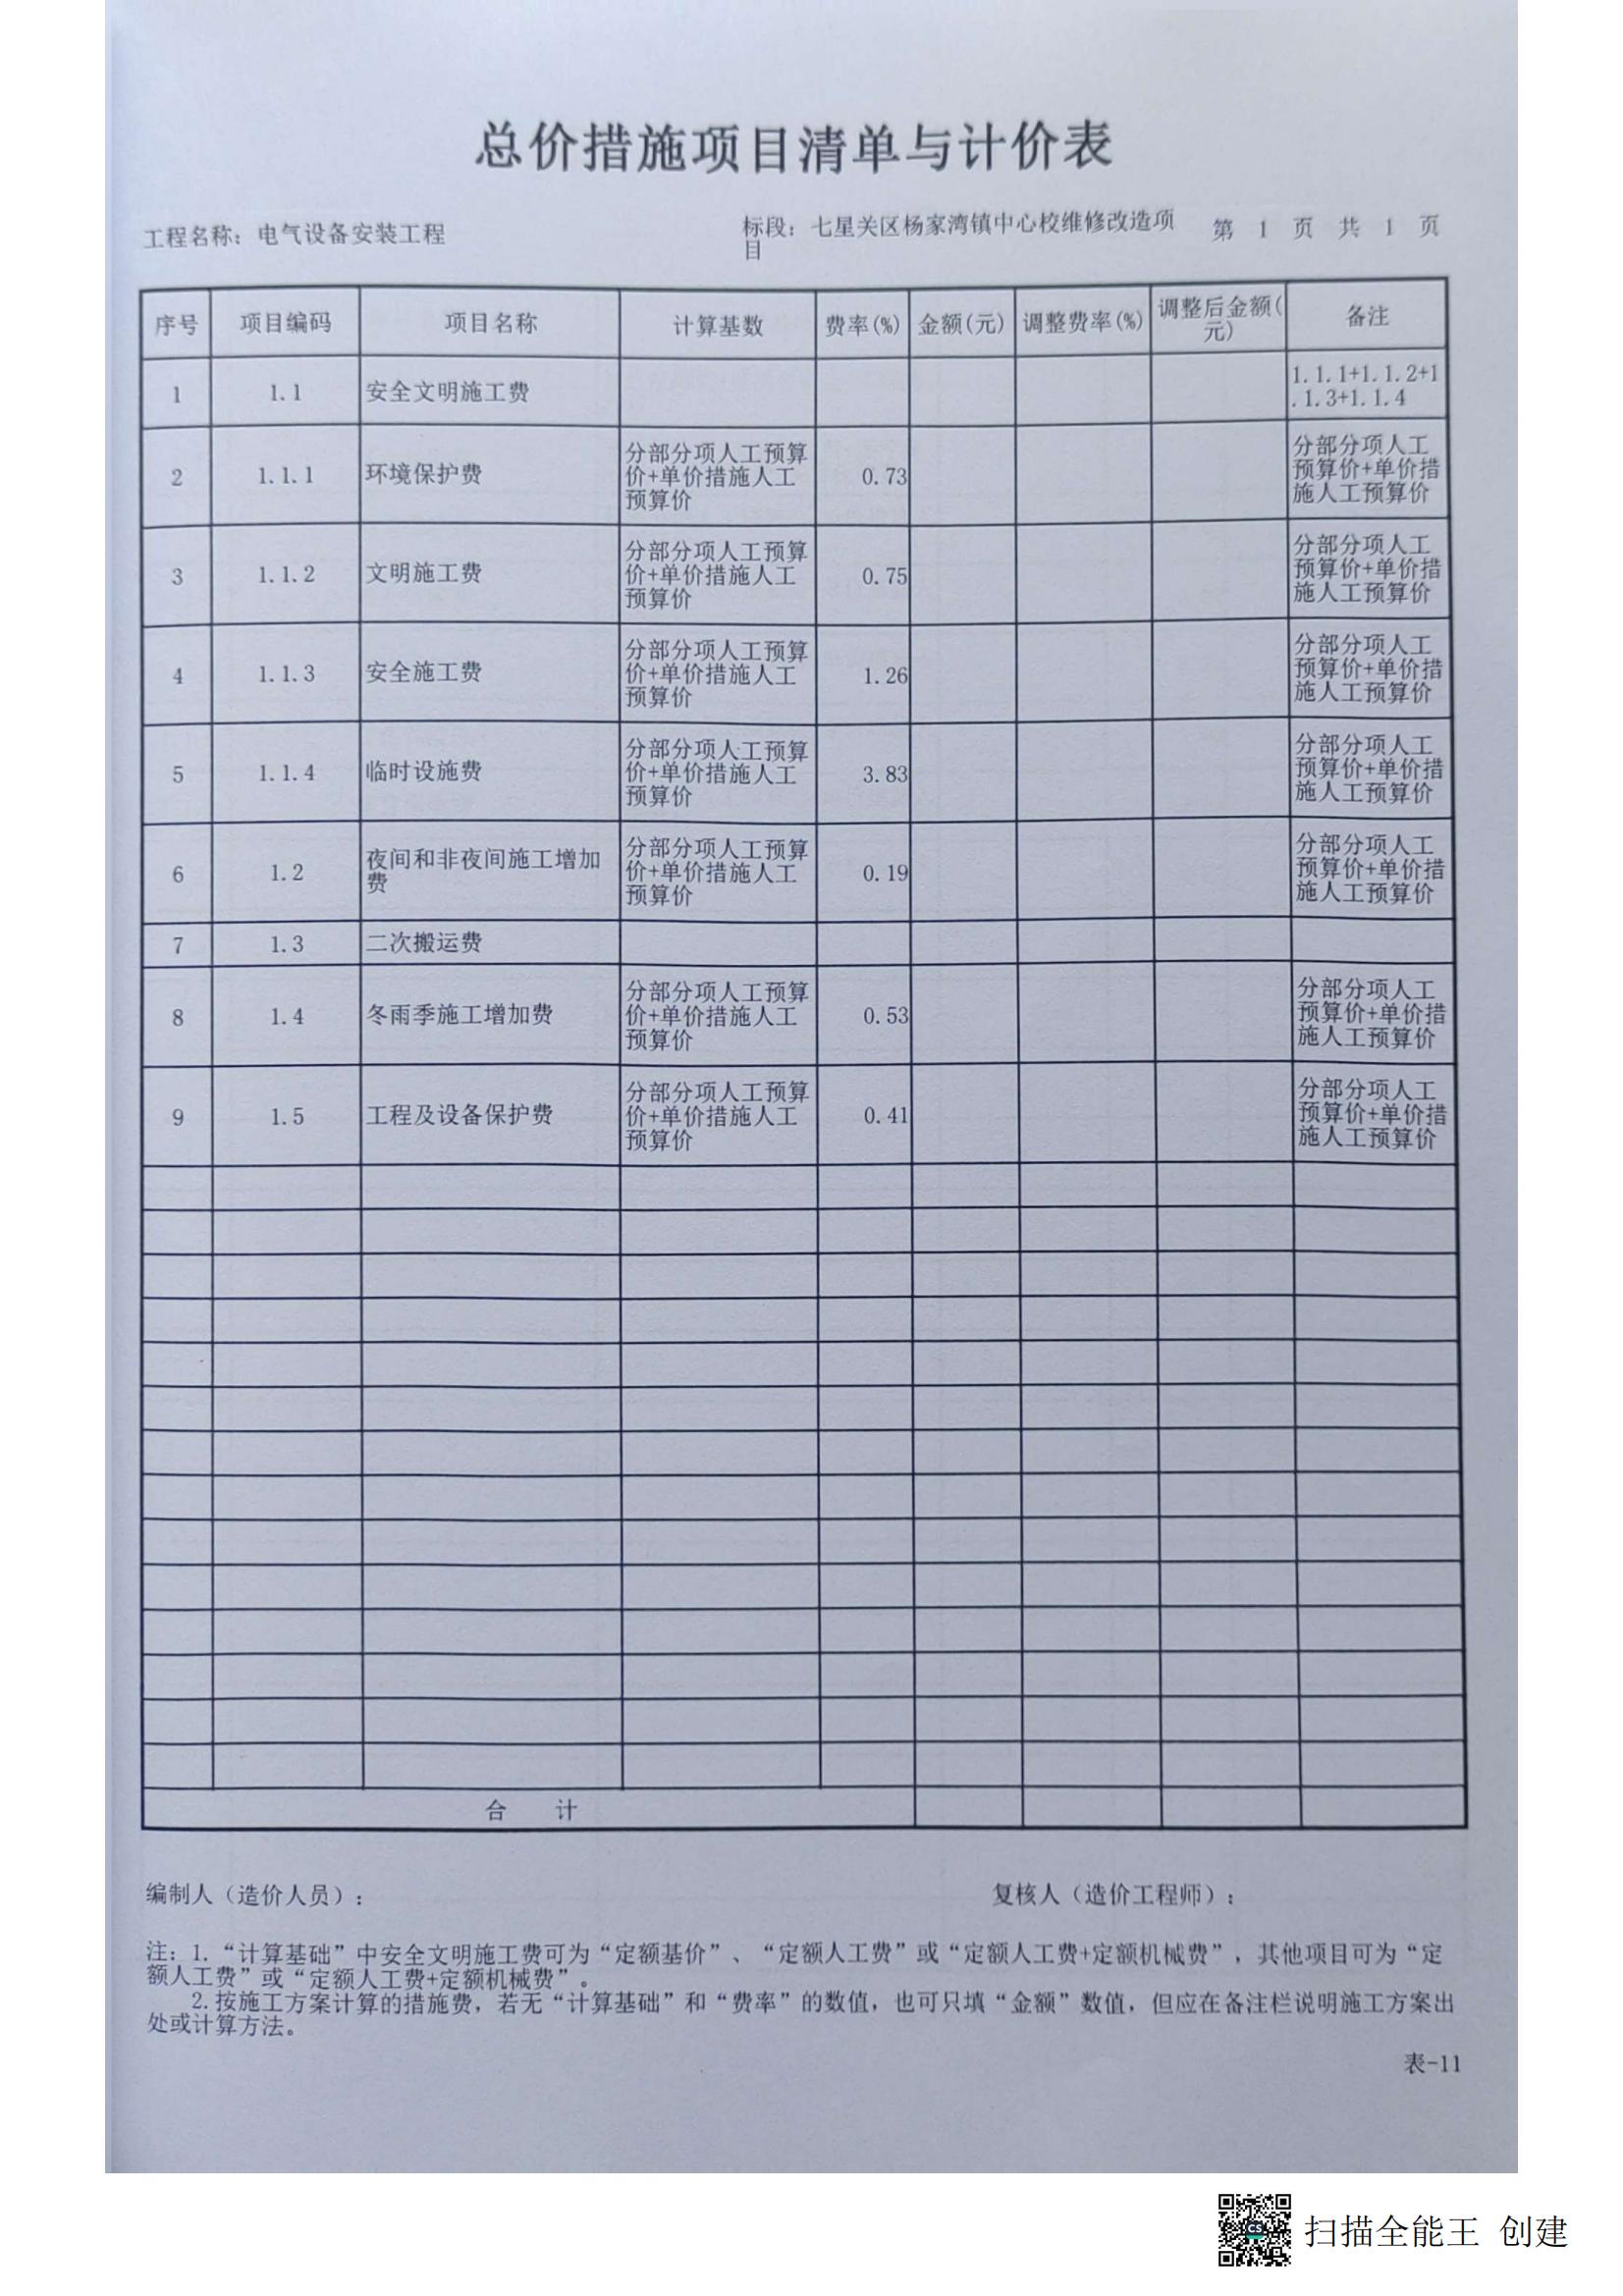 总价措施项目清单与计价表
工程名称：电气设备安装工程
标段：七星关区杨家湾镇中心校维修改造项
目
第 1 页 共 1 页
序号 项目编码 项目名称 计算基数 费率(%) 金额(元) 调整费率(%) 调整后金额(
元) 备注
1 1.1 安全文明施工费 1.1.1+1.1.2+1
.1.3+1.1.4
2 1.1.1 环境保护费 分部分项人工预算
价+单价措施人工
预算价 0.73 分部分项人工
预算价+单价措
施人工预算价
3 1.1.2 文明施工费 分部分项人工预算
价+单价措施人工
预算价 0.75 分部分项人工
预算价+单价措
施人工预算价
4 1.1.3 安全施工费 分部分项人工预算
价+单价措施人工
预算价 1.26 分部分项人工
预算价+单价措
施人工预算价
5 1.1.4 临时设施费 分部分项人工预算
价+单价措施人工
预算价 3.83 分部分项人工
预算价+单价措
施人工预算价
6 1.2 夜间和非夜间施工增加
费 分部分项人工预算
价+单价措施人工
预算价 0.19 分部分项人工
预算价+单价措
施人工预算价
7 1.3 二次搬运费
8 1.4 冬雨季施工增加费 分部分项人工预算
价+单价措施人工
预算价 0.53 分部分项人工
预算价+单价措
施人工预算价
9 1.5 工程及设备保护费 分部分项人工预算
价+单价措施人工
预算价 0.41 分部分项人工
预算价+单价措
施人工预算价
合 计
编制人（造价人员）：
复核人（造价工程师）：
注：1.“计算基础”中安全文明施工费可为“定额基价”、“定额人工费”或“定额人工费+定额机械费”，其他项目可为“定
额人工费”或“定额人工费+定额机械费”。
2.按施工方案计算的措施费，若无“计算基础”和“费率”的数值，也可只填“金额”数值，但应在备注栏说明施工方案出
处或计算方法。
表-11
CS
扫描全能王 创建